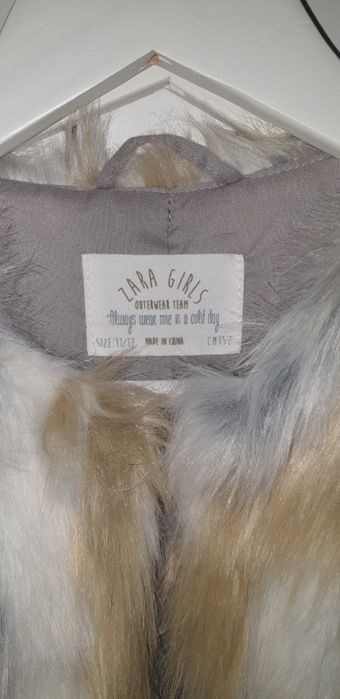 ZARA GIRLS
OUTERWEAR TEAM
Always wear me in a cold day
SIZE 11/12 MADE IN CHINA CM 152